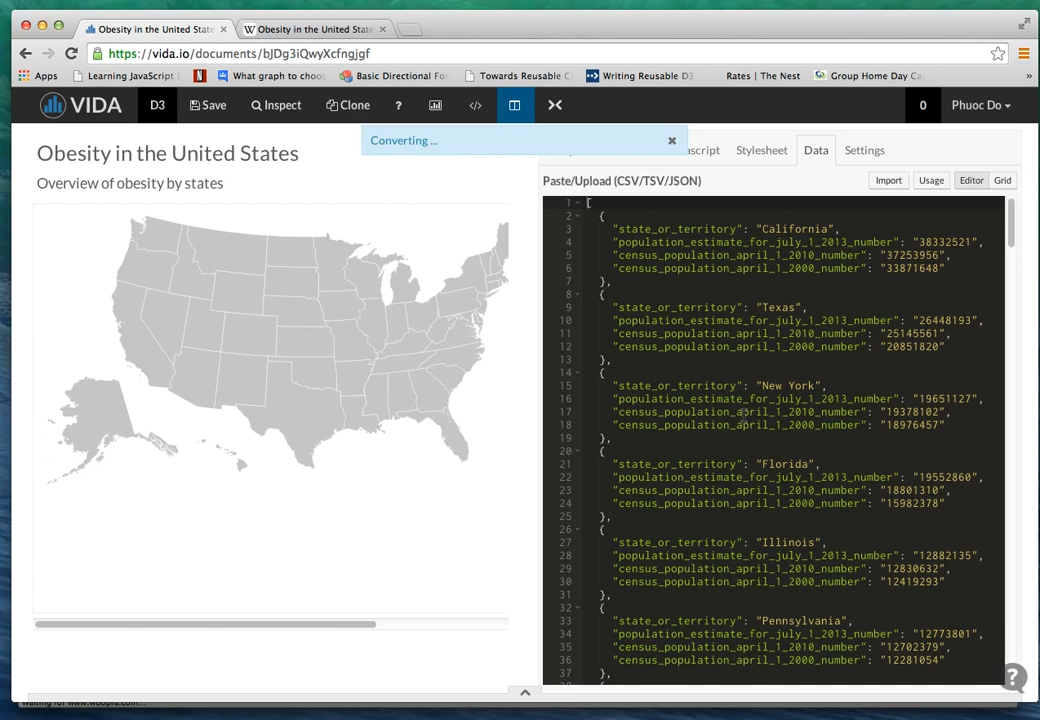 Obesity in the United State
Obesity in the United State
https://vida.io/documents/bJDg3iQwyXcfnqjgf
Apps
Learning JavaScript
What graph to choo
Basic Directional Fo
Towards Reusable C
Writing Reusable D3
Rates | The Nest
Group Home Day Ca
»
VIDA
D3
Save
Inspect
Clone
?
</>
0
Phuoc Do
Converting ...
Obesity in the United States
Overview of obesity by states
script
Stylesheet
Data
Settings
Paste/Upload (CSV/TSV/JSON)
Import
Usage
Editor
Grid
1 [
2 {
3 "state_or_territory": "California",
4 "population_estimate_for_july_1_2013_number": "38332521",
5 "census_population_april_1_2010_number": "37253956",
6 "census_population_april_1_2000_number": "33871648"
7 },
8 {
9 "state_or_territory": "Texas",
10 "population_estimate_for_july_1_2013_number": "26448193",
11 "census_population_april_1_2010_number": "25145561",
12 "census_population_april_1_2000_number": "20851820"
13 },
14 {
15 "state_or_territory": "New York",
16 "population_estimate_for_july_1_2013_number": "19651127",
17 "census_population_april_1_2010_number": "19378102",
18 "census_population_april_1_2000_number": "18976457"
19 },
20 {
21 "state_or_territory": "Florida",
22 "population_estimate_for_july_1_2013_number": "19552860",
23 "census_population_april_1_2010_number": "18801310",
24 "census_population_april_1_2000_number": "15982378"
25 },
26 {
27 "state_or_territory": "Illinois",
28 "population_estimate_for_july_1_2013_number": "12882135",
29 "census_population_april_1_2010_number": "12830632",
30 "census_population_april_1_2000_number": "12419293"
31 },
32 {
33 "state_or_territory": "Pennsylvania",
34 "population_estimate_for_july_1_2013_number": "12773801",
35 "census_population_april_1_2010_number": "12702379",
36 "census_population_april_1_2000_number": "12281054"
37 },
?